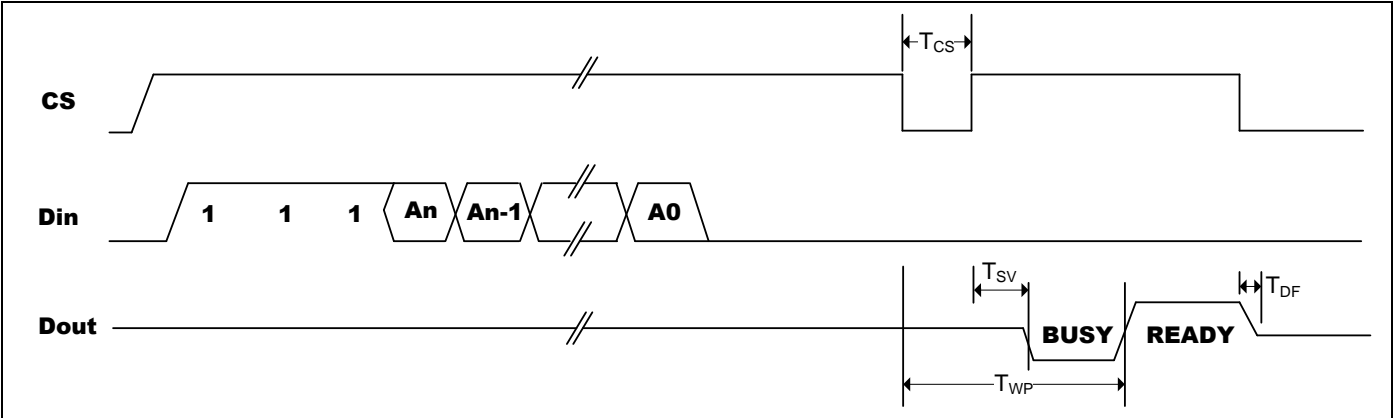 TCS
CS
Din 1 1 1 An An-1 A0
TSV
TDF
Dout BUSY READY
TWP